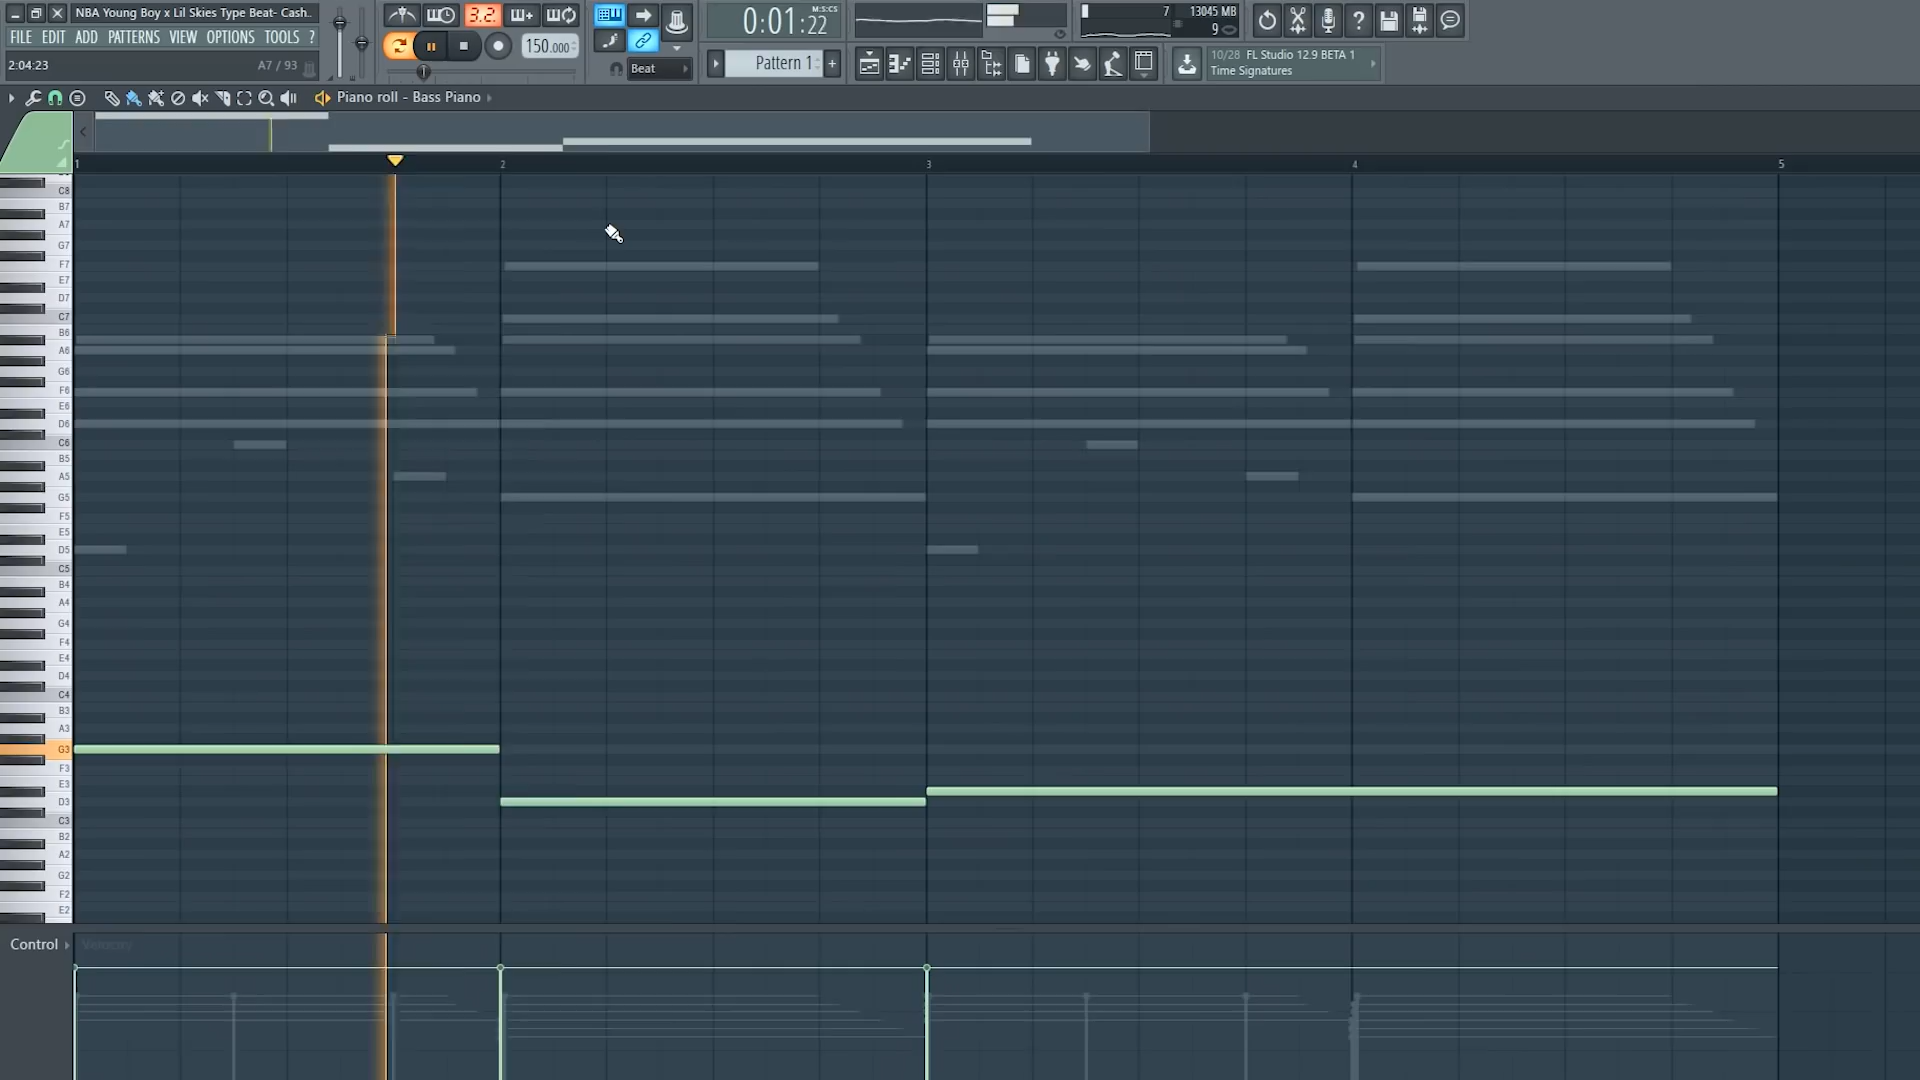 NBA Young Boy x Lil Skies Type Beat- Cash..
FILE EDIT ADD PATTERNS VIEW OPTIONS TOOLS ?
2:04:23 A7 / 93
3.2
150.000
Beat
0:01:22
M:S:CS
Pattern 1
7
13045 MB
9
10/28 FL Studio 12.9 BETA 1
Time Signatures
Piano roll - Bass Piano
1 2 3 4 5
C8
B7
A7
G7
F7
E7
D7
C7
B6
A6
G6
F6
E6
D6
C6
B5
A5
G5
F5
E5
D5
C5
B4
A4
G4
F4
E4
D4
C4
B3
A3
G3
F3
E3
D3
C3
B2
A2
G2
F2
E2
Control Velocity